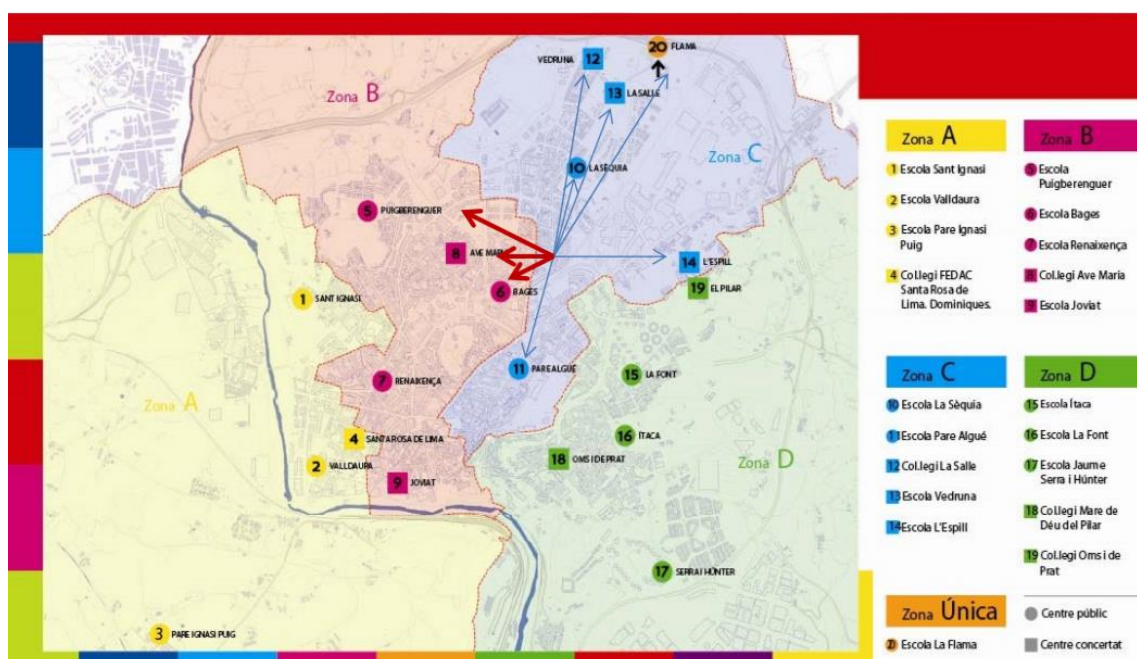 20 FLAMA
VEDRUNA 12
13 LA SALLE
Zona B
10 LA SÈQUIA
Zona C
5 PUIGBERENGUER
8 AVE MARI
14 L'ESPILL
19 EL PILAR
6 BAGES
1 SANT IGNASI
11 PARE ALGUÉ
15 LA FONT
7 RENAIXENÇA
Zona A
16 ÍTACA
4 SANTA ROSA DE LIMA
18 OMS I DE PRAT
Zona D
2 VALLDAURA
9 JOVIAT
17 SERRA I HÚNTER
3 PARE IGNASI PUIG
Zona A
1 Escola Sant Ignasi
2 Escola Valldaura
3 Escola Pare Ignasi
Puig
4 Col.legi FEDAC
Santa Rosa de
Lima. Dominiques.
Zona B
5 Escola
Puigberenguer
6 Escola Bages
7 Escola Renaixença
8 Col.legi Ave Maria
9 Escola Joviat
Zona C
10 Escola La Sèquia
11 Escola Pare Algué
12 Col.legi La Salle
13 Escola Vedruna
14 Escola L'Espill
Zona D
15 Escola Ítaca
16 Escola La Font
17 Escola Jaume
Serra i Húnter
18 Col.legi Mare de
Déu del Pilar
19 Col.legi Oms i de
Prat
Zona Única
20 Escola La Flama
Centre públic
Centre concertat